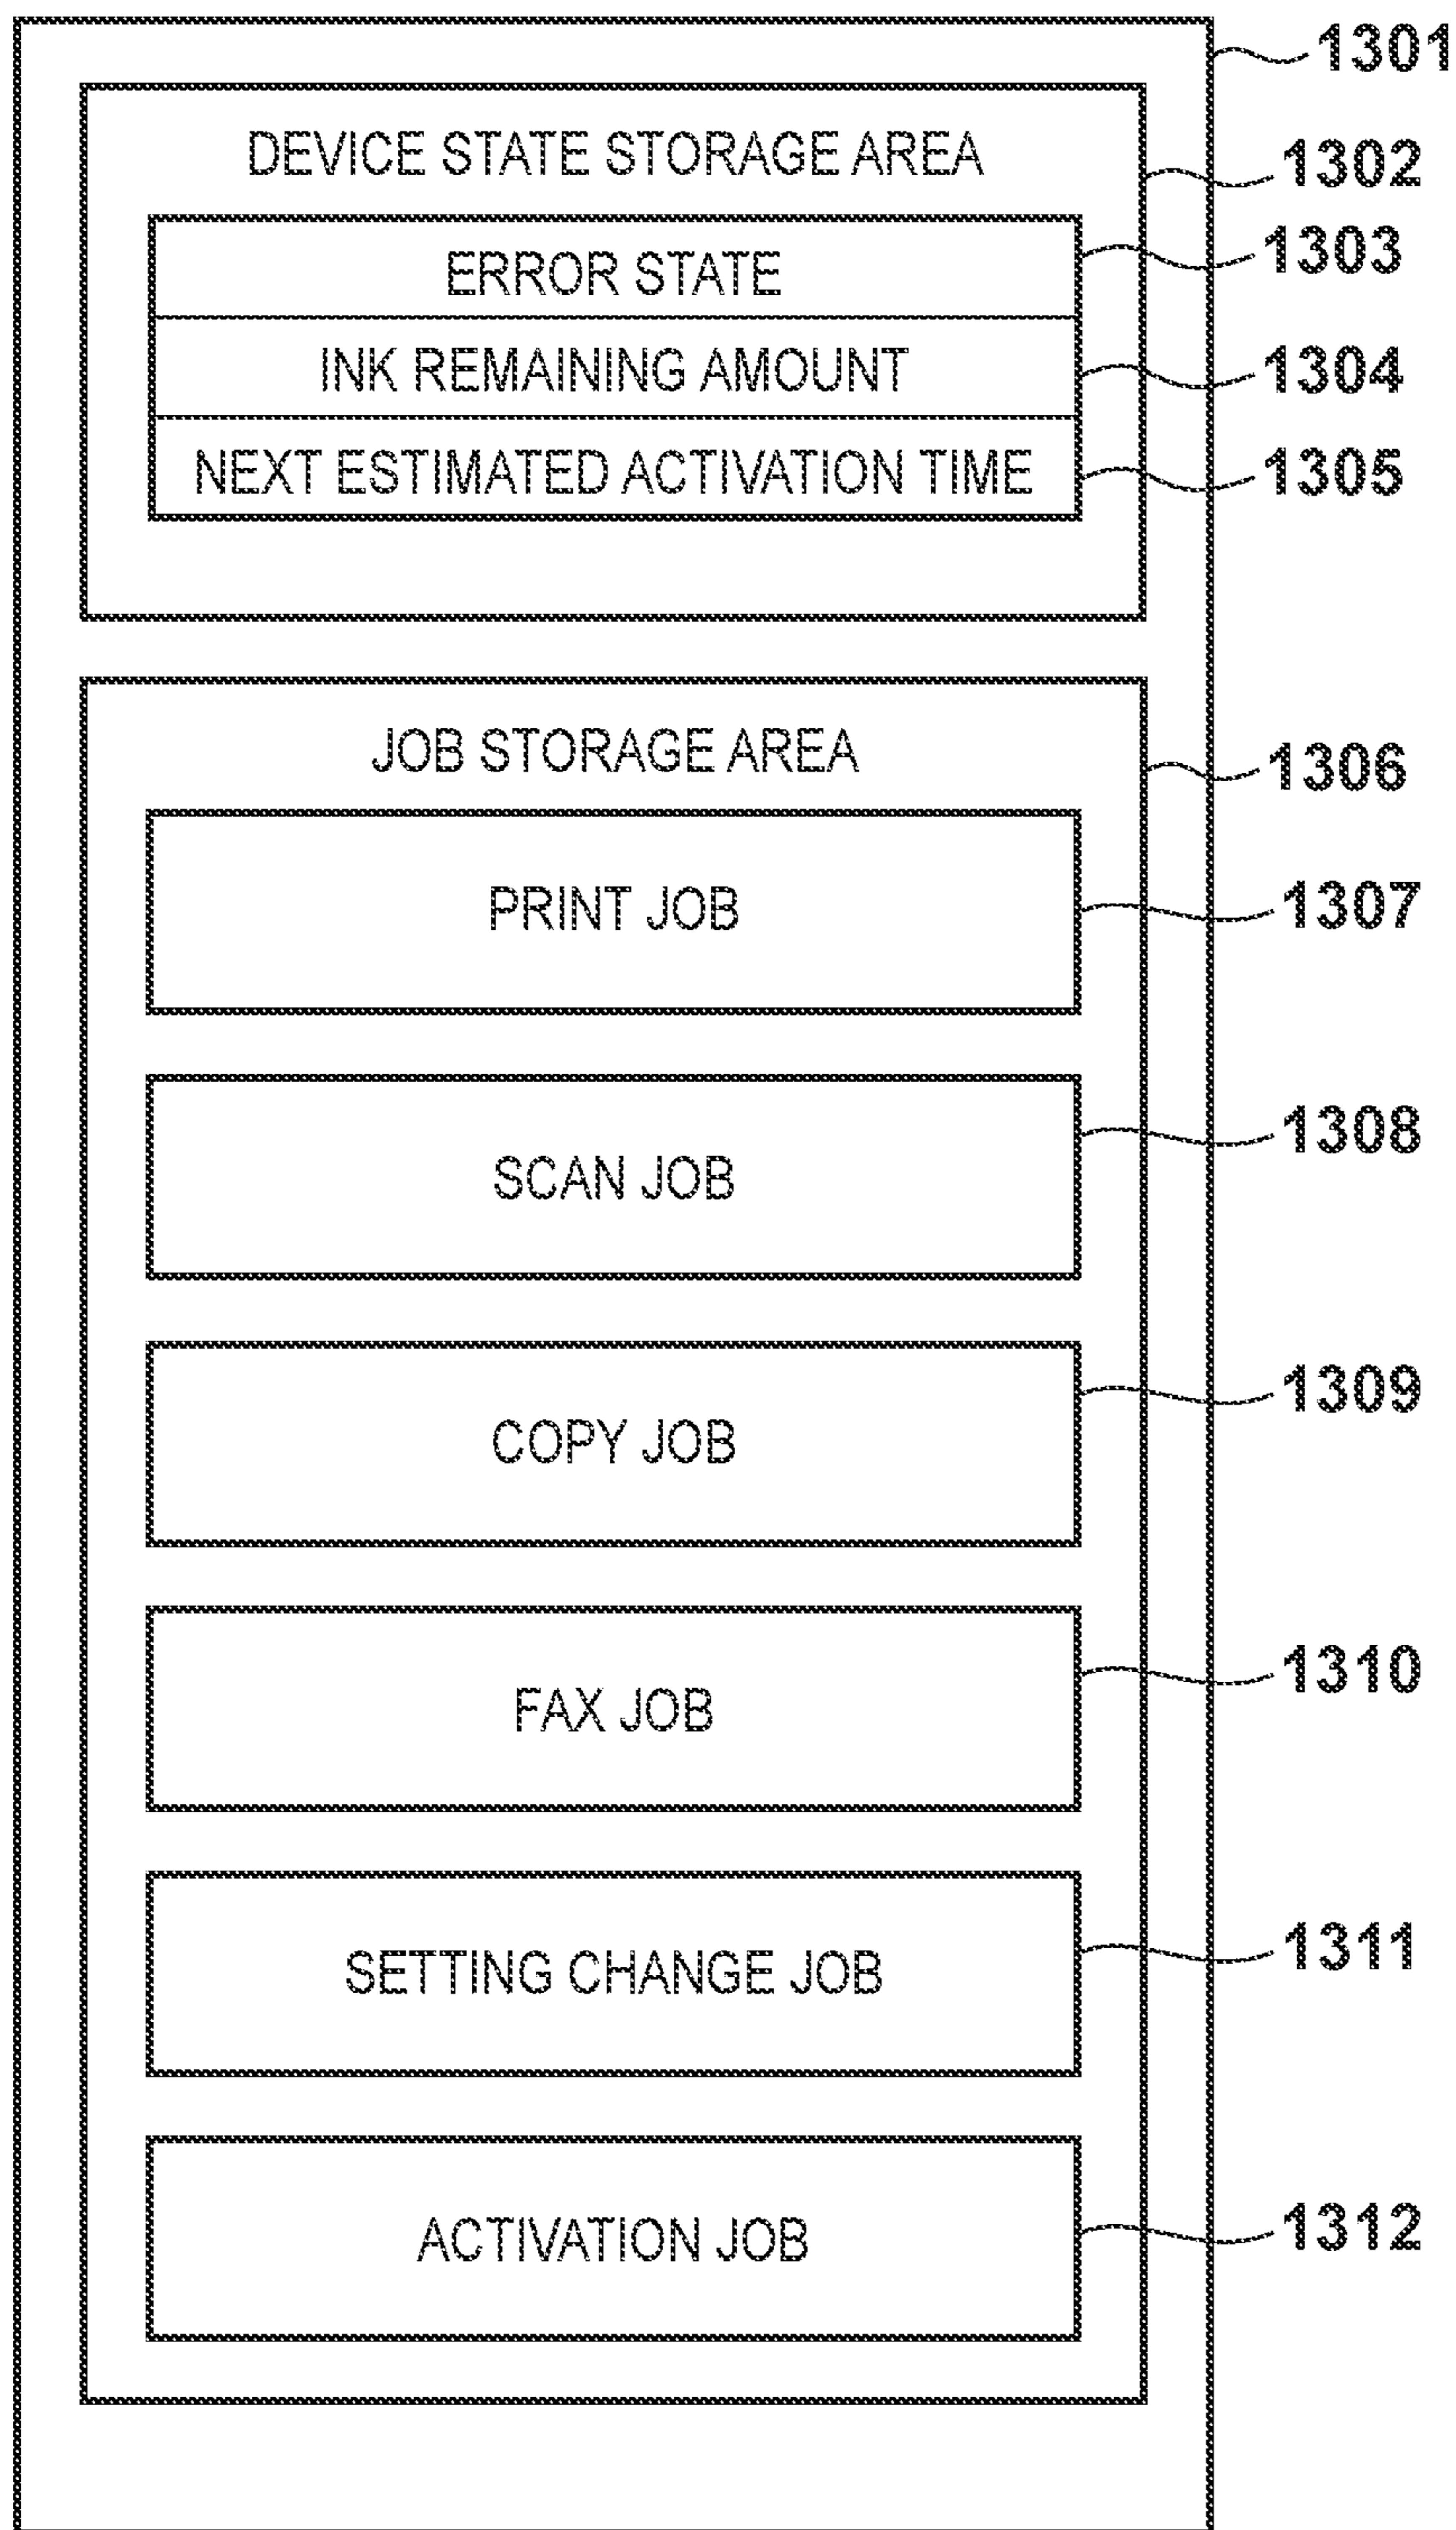 1301
DEVICE STATE STORAGE AREA
1302
ERROR STATE
1303
INK REMAINING AMOUNT
1304
NEXT ESTIMATED ACTIVATION TIME
1305
JOB STORAGE AREA
1306
PRINT JOB
1307
SCAN JOB
1308
COPY JOB
1309
FAX JOB
1310
SETTING CHANGE JOB
1311
ACTIVATION JOB
1312